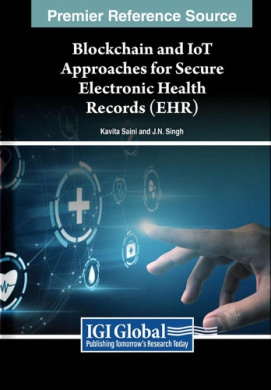 Premier Reference Source
Blockchain and IoT
Approaches for Secure
Electronic Health
Records (EHR)
Kavita Saini and J.N. Singh
IGI Global
Publishing Tomorrow's Research Today